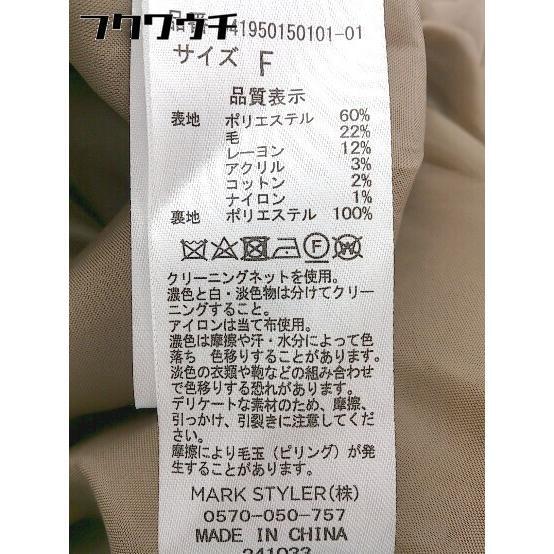 フクワウチ
品番 41950150101-01
サイズ F
品質表示
表地 ポリエステル 60%
毛 22%
レーヨン 12%
アクリル 3%
コットン 2%
ナイロン 1%
裏地 ポリエステル 100%
クリーニングネットを使用。
濃色と白・淡色物は分けてクリー
ニングすること。
アイロンは当て布使用。
濃色は摩擦や汗・水分によって色
落ち 色移りすることがあります。
淡色の衣類や鞄などの組み合わせ
で色移りする恐れがあります。
デリケートな素材のため、摩擦、
引っかけ、引裂きに注意してくだ
さい。
摩擦により毛玉（ピリング）が発
生することがあります。
MARK STYLER(株)
0570-050-757
MADE IN CHINA